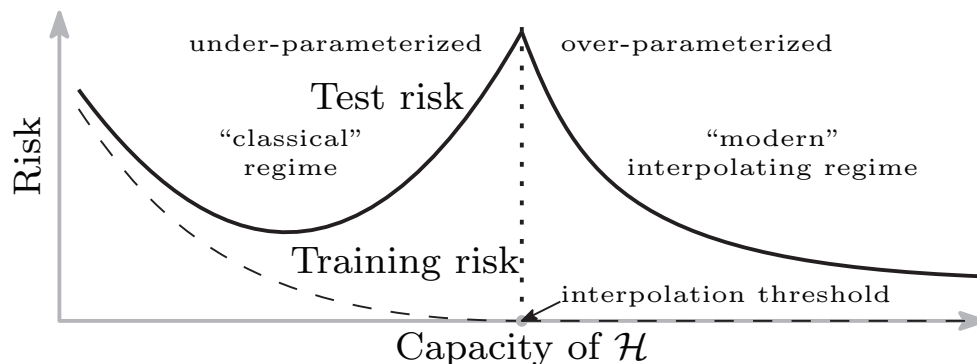 under-parameterized
over-parameterized
Test risk
“classical”
regime
“modern”
interpolating regime
Risk
Training risk
interpolation threshold
Capacity of ℋ